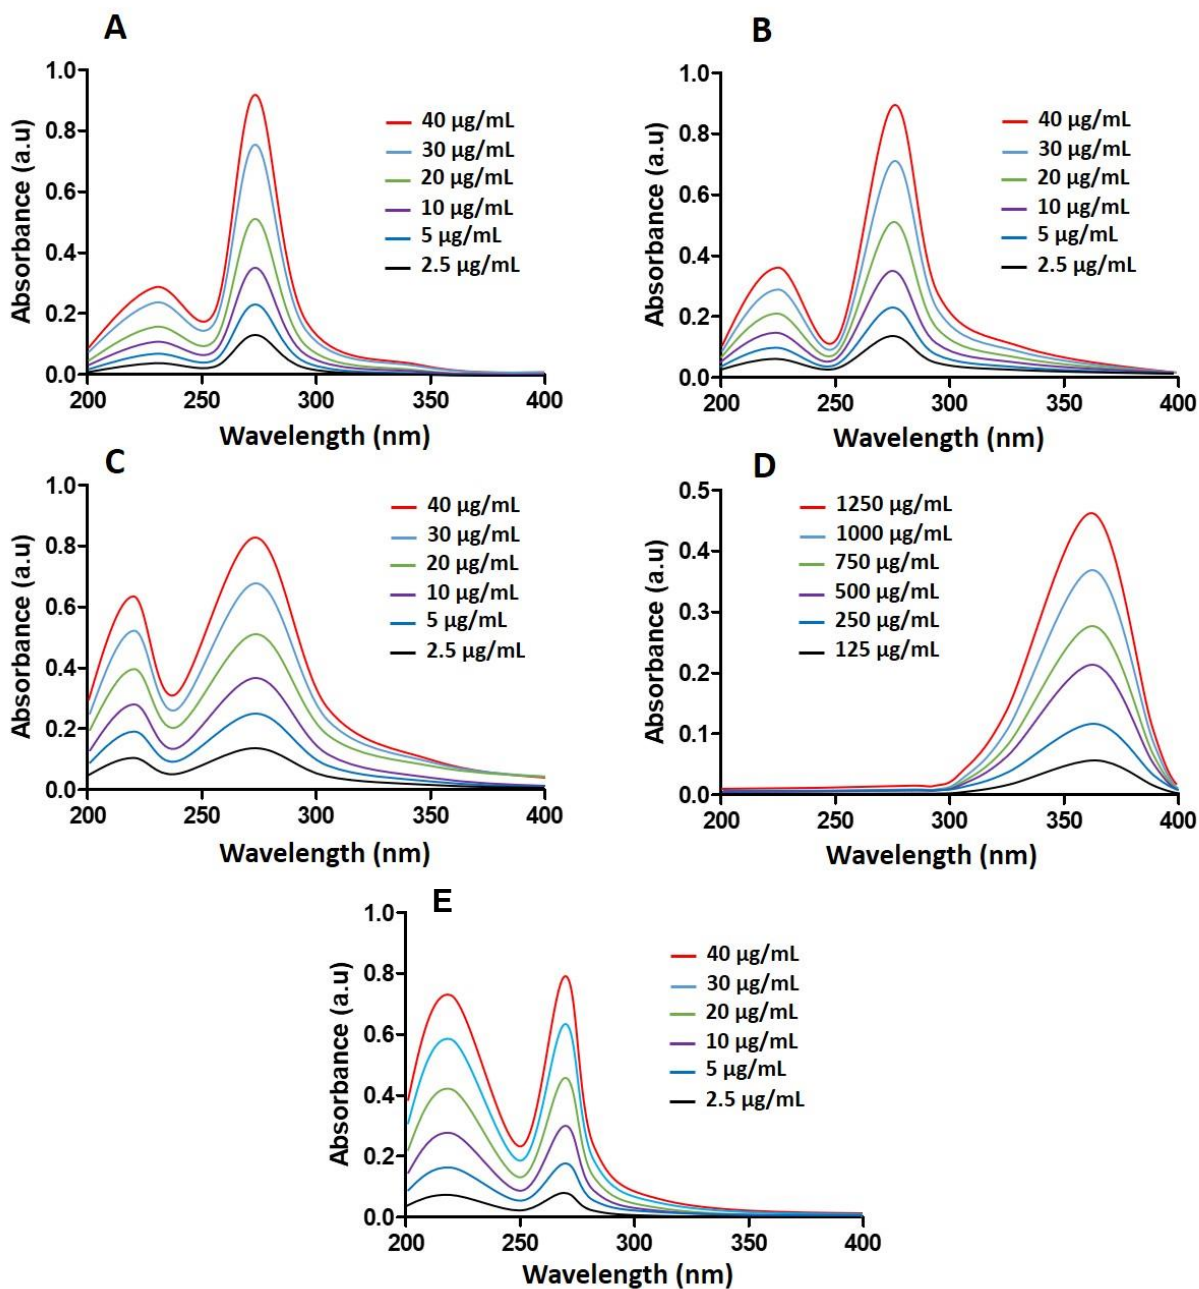 A
1.0
0.8
0.6
0.4
0.2
0.0
Absorbance (a.u)
200 250 300 350 400
Wavelength (nm)
40 µg/mL
30 µg/mL
20 µg/mL
10 µg/mL
5 µg/mL
2.5 µg/mL
B
1.0
0.8
0.6
0.4
0.2
0.0
Absorbance (a.u)
200 250 300 350 400
Wavelength (nm)
40 µg/mL
30 µg/mL
20 µg/mL
10 µg/mL
5 µg/mL
2.5 µg/mL
C
1.0
0.8
0.6
0.4
0.2
0.0
Absorbance (a.u)
200 250 300 350 400
Wavelength (nm)
40 µg/mL
30 µg/mL
20 µg/mL
10 µg/mL
5 µg/mL
2.5 µg/mL
D
0.5
0.4
0.3
0.2
0.1
0.0
Absorbance (a.u)
200 250 300 350 400
Wavelength (nm)
1250 µg/mL
1000 µg/mL
750 µg/mL
500 µg/mL
250 µg/mL
125 µg/mL
E
1.0
0.8
0.6
0.4
0.2
0.0
Absorbance (a.u)
200 250 300 350 400
Wavelength (nm)
40 µg/mL
30 µg/mL
20 µg/mL
10 µg/mL
5 µg/mL
2.5 µg/mL